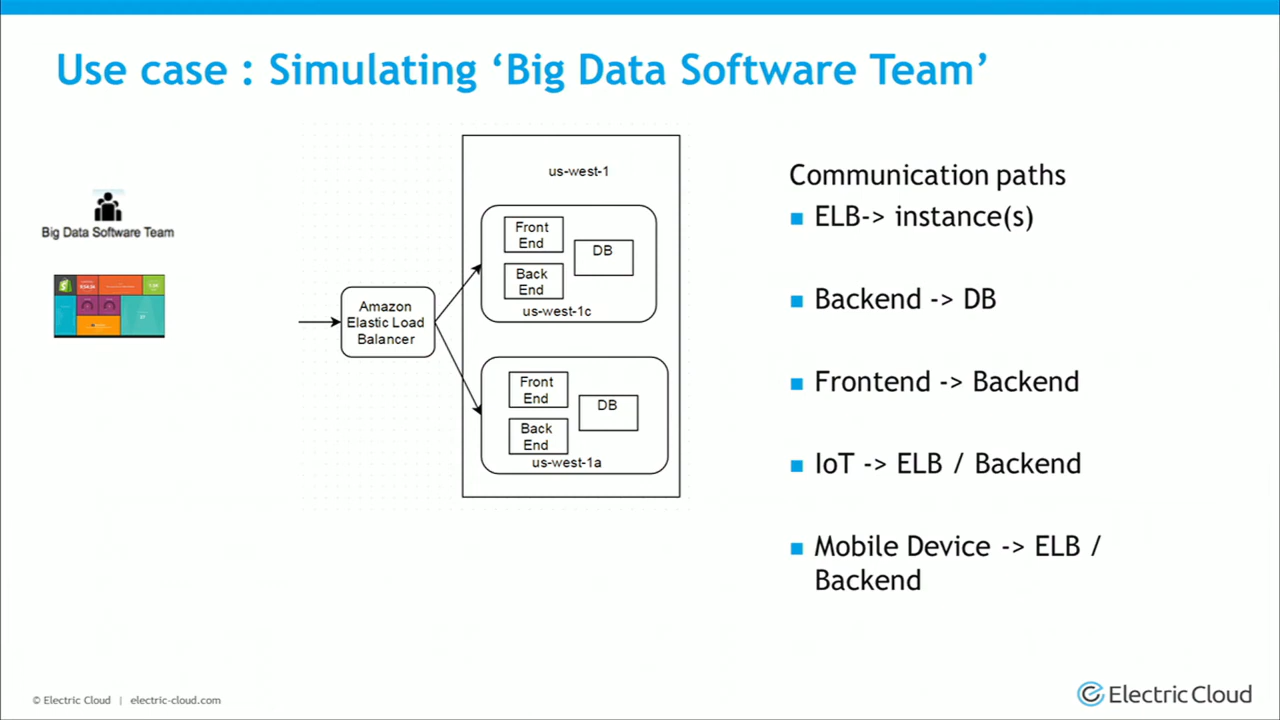 Use case : Simulating ‘Big Data Software Team’
Big Data Software Team
Amazon
Elastic Load
Balancer
us-west-1
Front
End
DB
Back
End
us-west-1c
Front
End
DB
Back
End
us-west-1a
Communication paths
ELB-> instance(s)
Backend -> DB
Frontend -> Backend
IoT -> ELB / Backend
Mobile Device -> ELB /
Backend
© Electric Cloud | electric-cloud.com
Electric Cloud